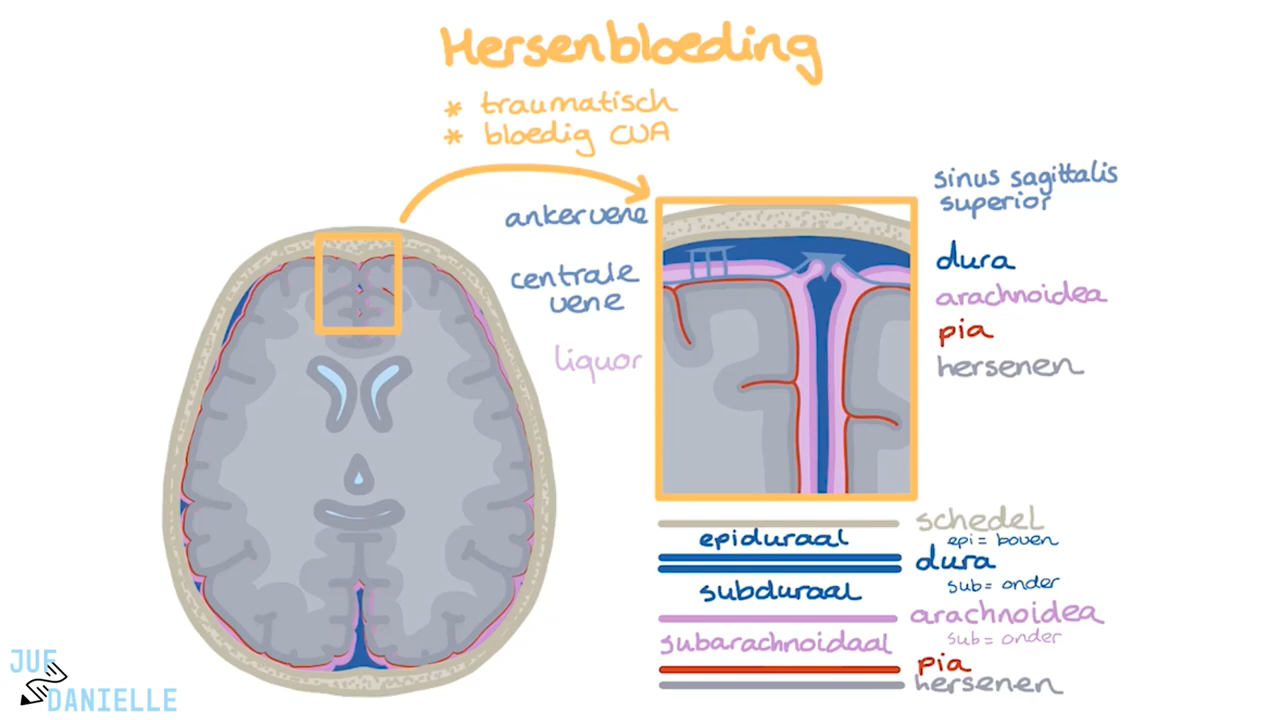 Hersenbloeding
* traumatisch
* bloedig CVA
ankervene
centrale
vene
liquor
sinus sagittalis
superior
dura
arachnoidea
pia
hersenen
schedel
epiduraal
epi = boven
dura
subduraal
sub = onder
arachnoidea
subarachnoidaal
sub = onder
pia
hersenen
JUF
DANIELLE